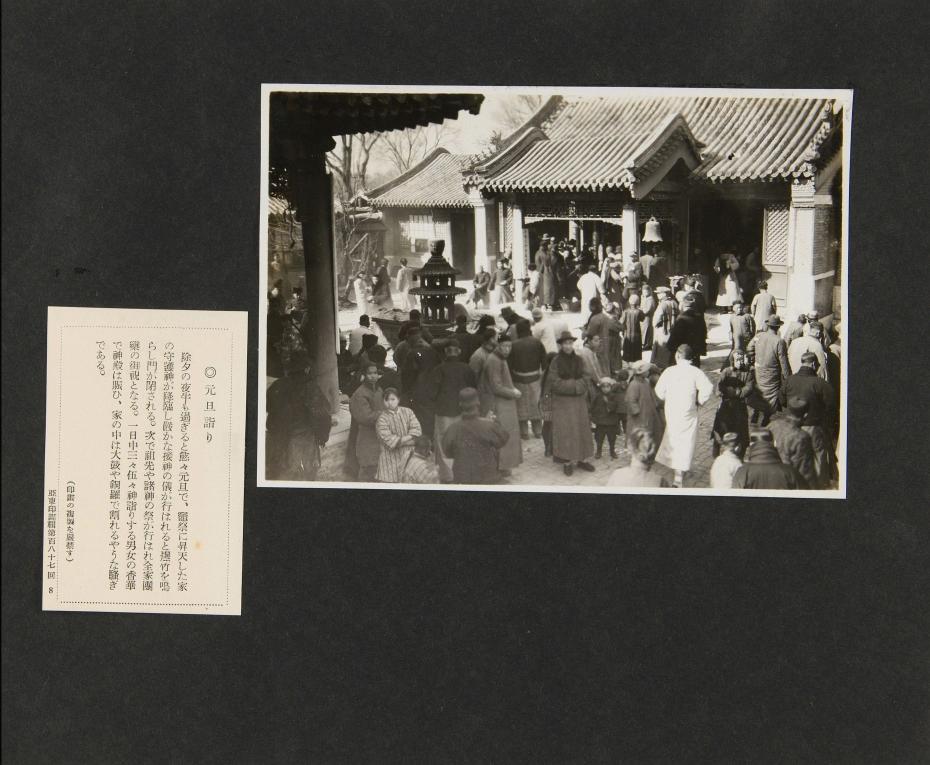 ◎元旦詣り
除夕の夜半も過ぎると愈々元旦で、竈祭に昇天した家
の守護神が降臨し厳かな接神の儀が行はれると爆竹を鳴
らし門が閉される。次で祖先や諸神の祭が行はれ全家團
欒の御祝となる。一日中三々伍々神詣りする男女の香華
で神殿は賑ひ、家の中は大鼓や銅羅で割れるやうな騷ぎ
である。
(印畫の複製を嚴禁す)
亞東印畫輯第百八十七回 8